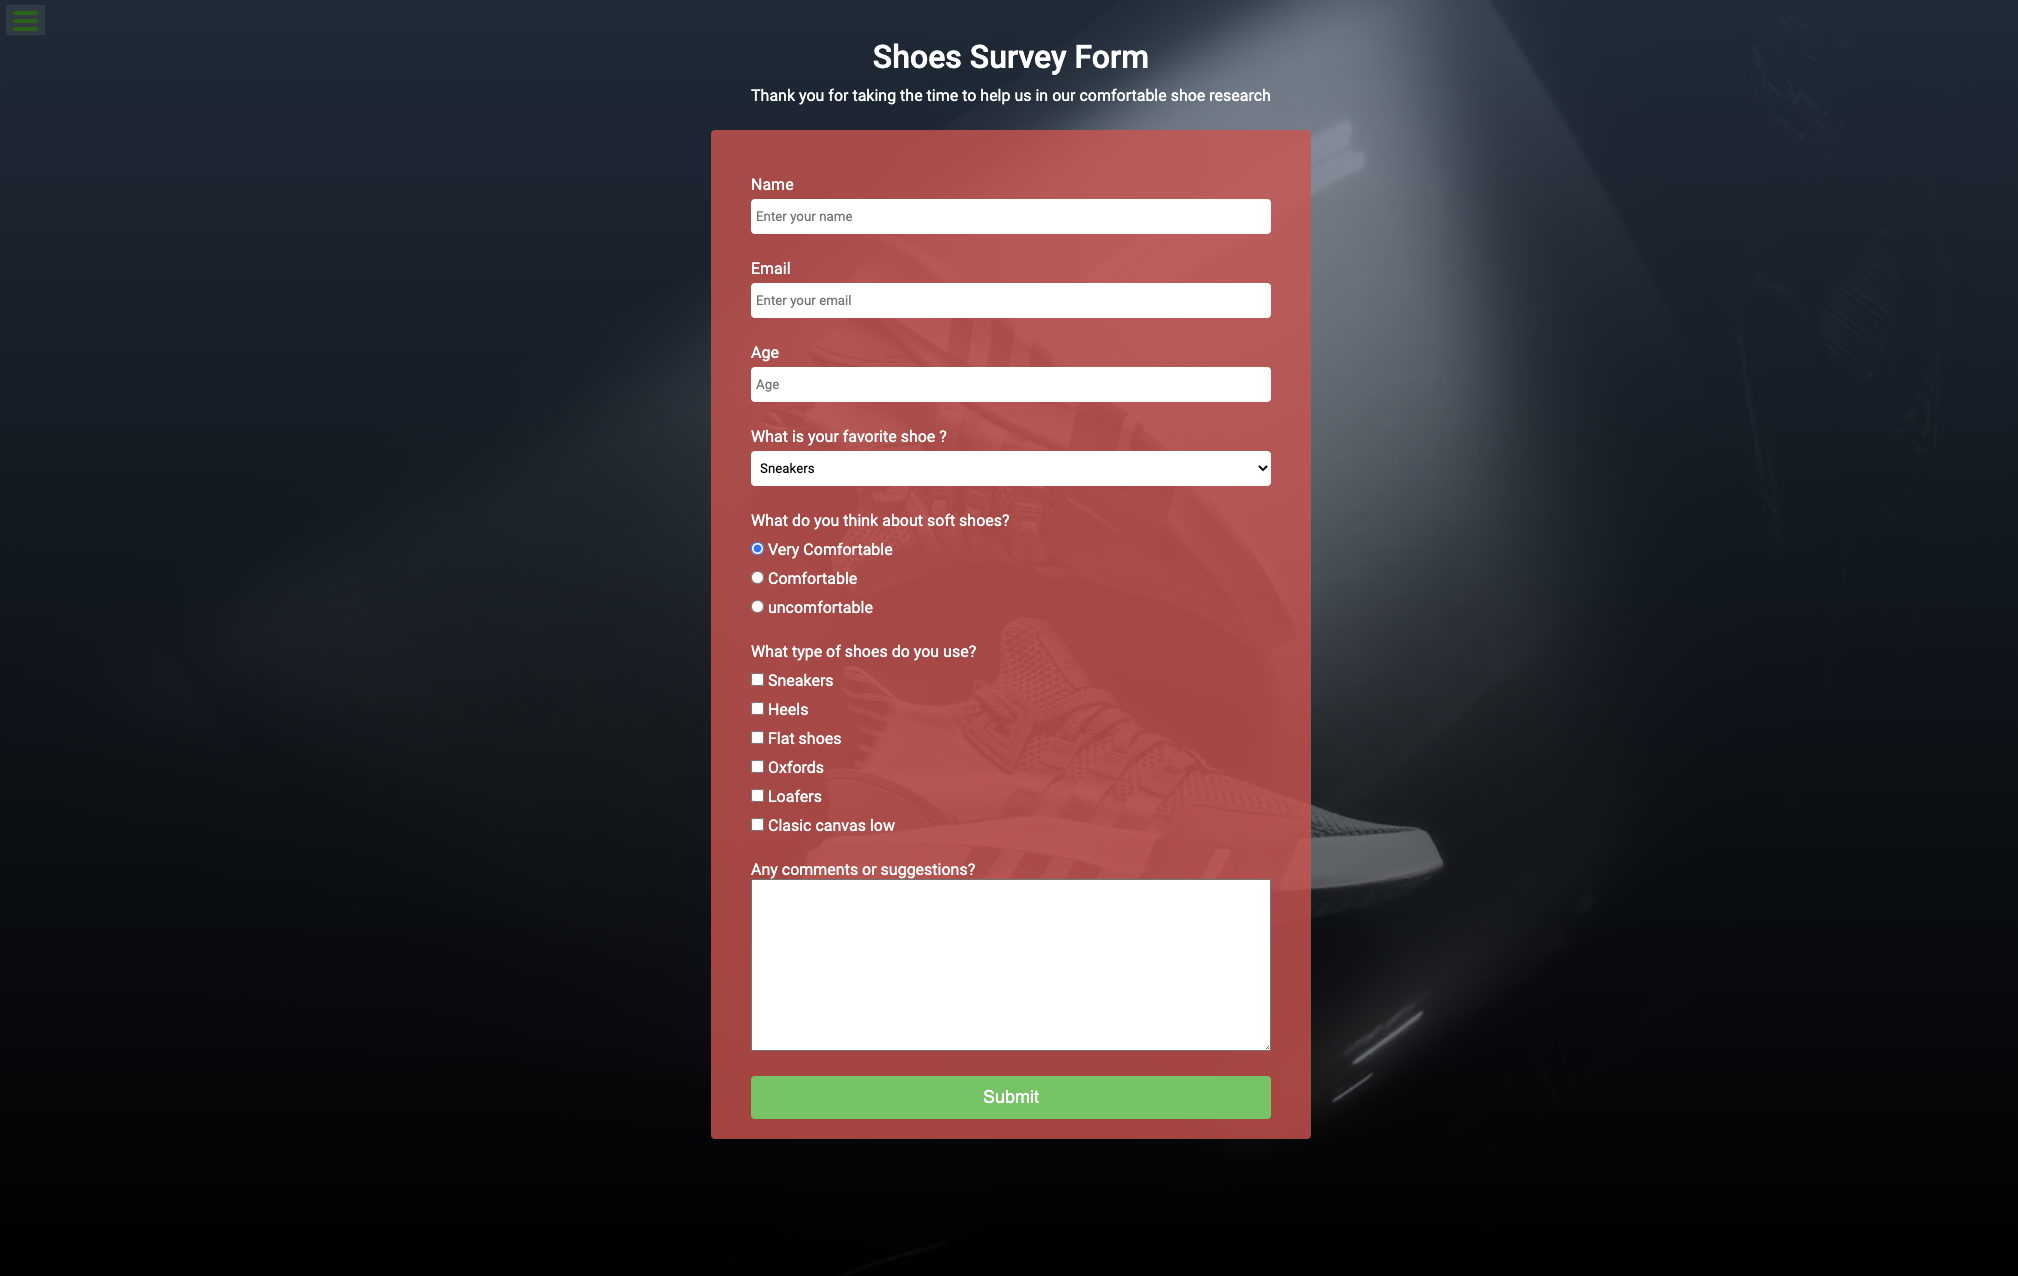 Shoes Survey Form
Thank you for taking the time to help us in our comfortable shoe research
Name
Enter your name
Email
Enter your email
Age
Age
What is your favorite shoe ?
Sneakers
What do you think about soft shoes?
Very Comfortable
Comfortable
uncomfortable
What type of shoes do you use?
Sneakers
Heels
Flat shoes
Oxfords
Loafers
Clasic canvas low
Any comments or suggestions?
Submit